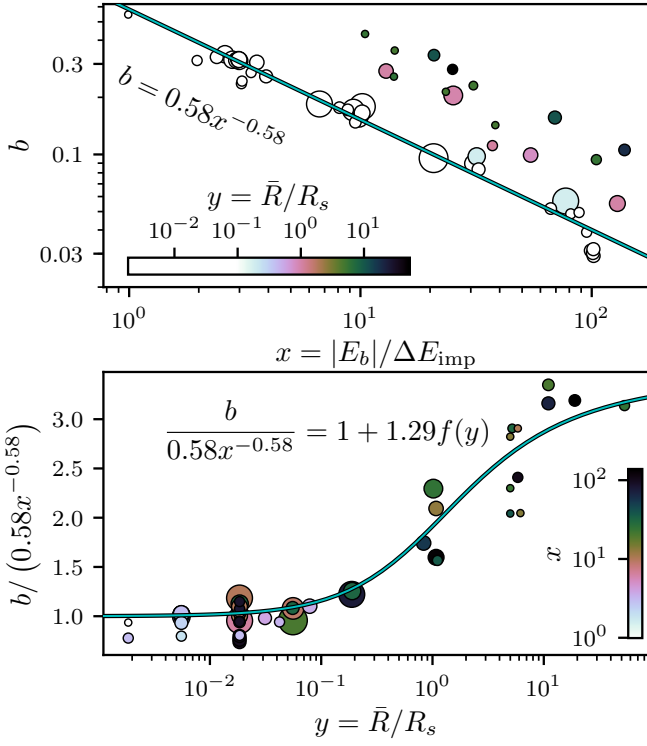 0.3
0.1
0.03
b
b = 0.58x^{-0.58}
y = R̄/R_s
10^{-2} 10^{-1} 10^{0} 10^{1}
10^{0} 10^{1} 10^{2}
x = |E_b|/ΔE_{imp}
3.0
2.5
2.0
1.5
1.0
b/(0.58x^{-0.58})
\frac{b}{0.58x^{-0.58}} = 1 + 1.29f(y)
x
10^{2}
10^{1}
10^{0}
10^{-2} 10^{-1} 10^{0} 10^{1}
y = R̄/R_s